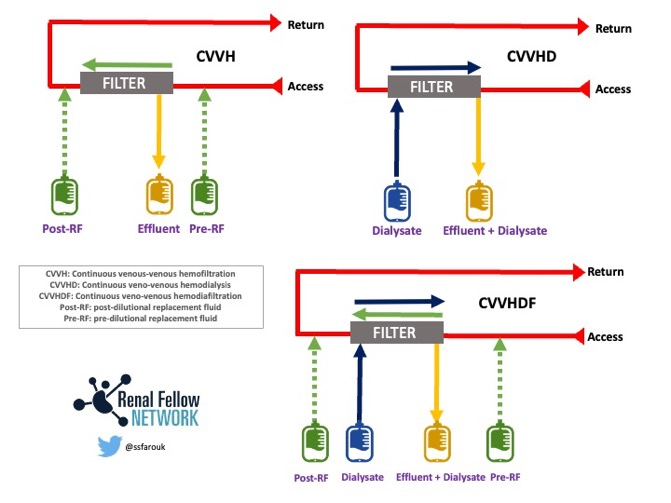 Return
CVVH
FILTER
Access
Post-RF
Effluent
Pre-RF
Return
CVVHD
FILTER
Access
Dialysate
Effluent + Dialysate
CVVH: Continuous venous-venous hemofiltration
CVVHD: Continuous veno-venous hemodialysis
CVVHDF: Continuous veno-venous hemodiafiltration
Post-RF: post-dilutional replacement fluid
Pre-RF: pre-dilutional replacement fluid
Return
CVVHDF
FILTER
Access
Post-RF
Dialysate
Effluent + Dialysate
Pre-RF
Renal Fellow
NETWORK
@ssfarouk